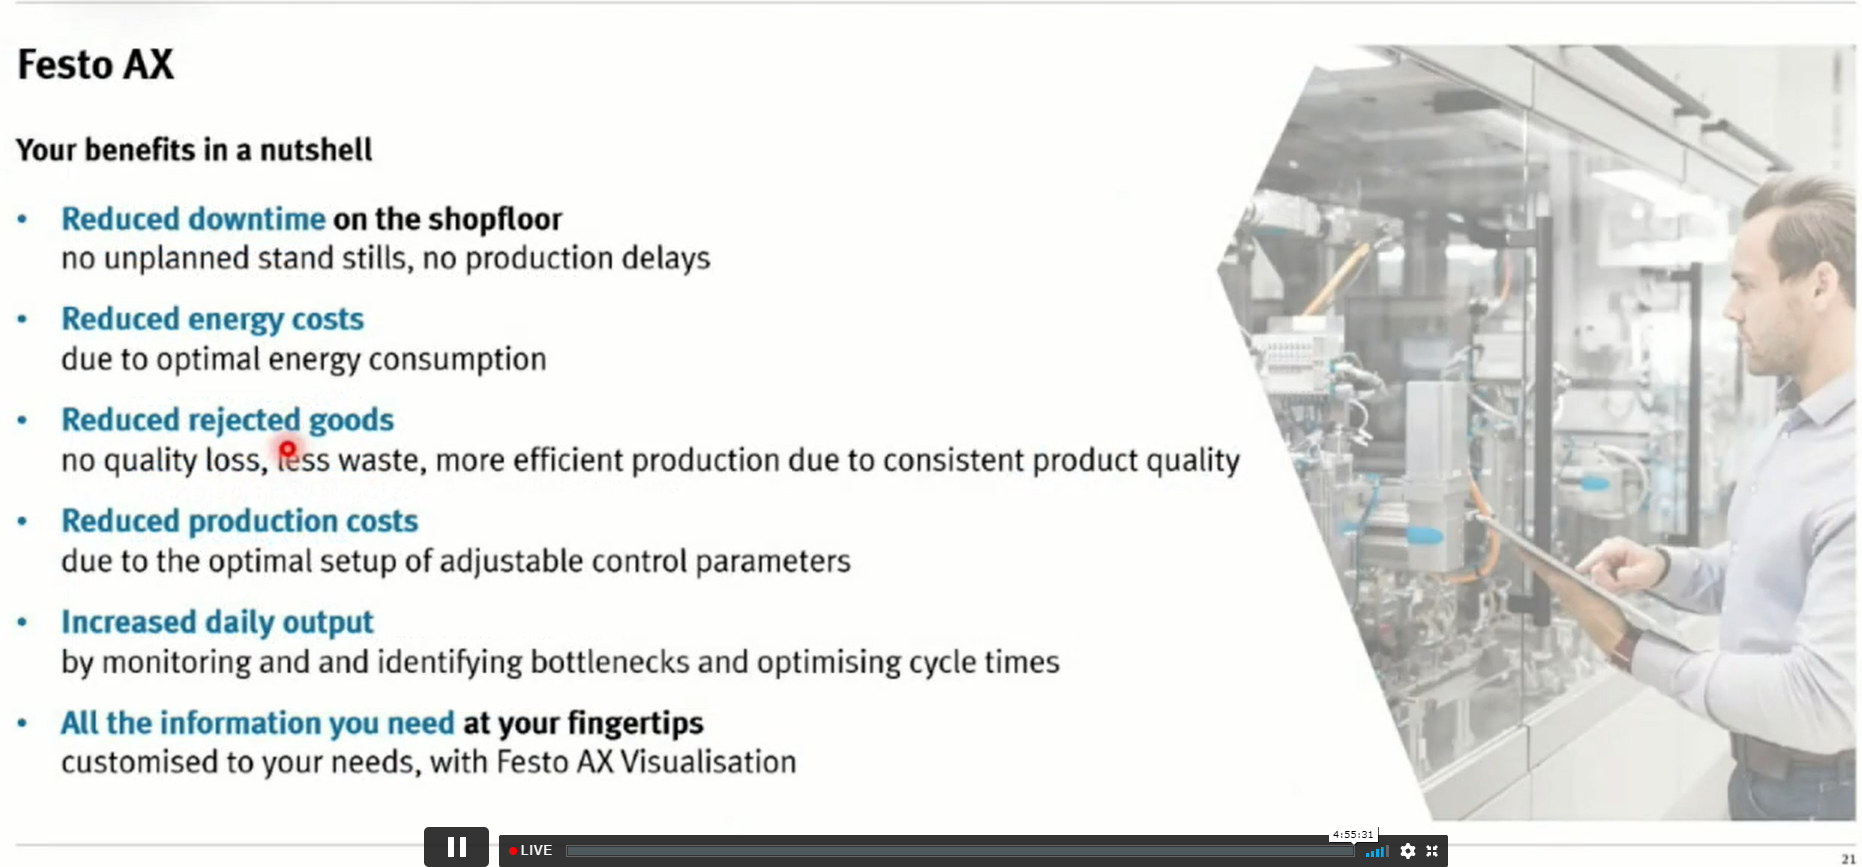 Festo AX
Your benefits in a nutshell
• Reduced downtime on the shopfloor
no unplanned stand stills, no production delays
• Reduced energy costs
due to optimal energy consumption
• Reduced rejected goods
no quality loss, less waste, more efficient production due to consistent product quality
• Reduced production costs
due to the optimal setup of adjustable control parameters
• Increased daily output
by monitoring and and identifying bottlenecks and optimising cycle times
• All the information you need at your fingertips
customised to your needs, with Festo AX Visualisation
4:55:31
LIVE
21